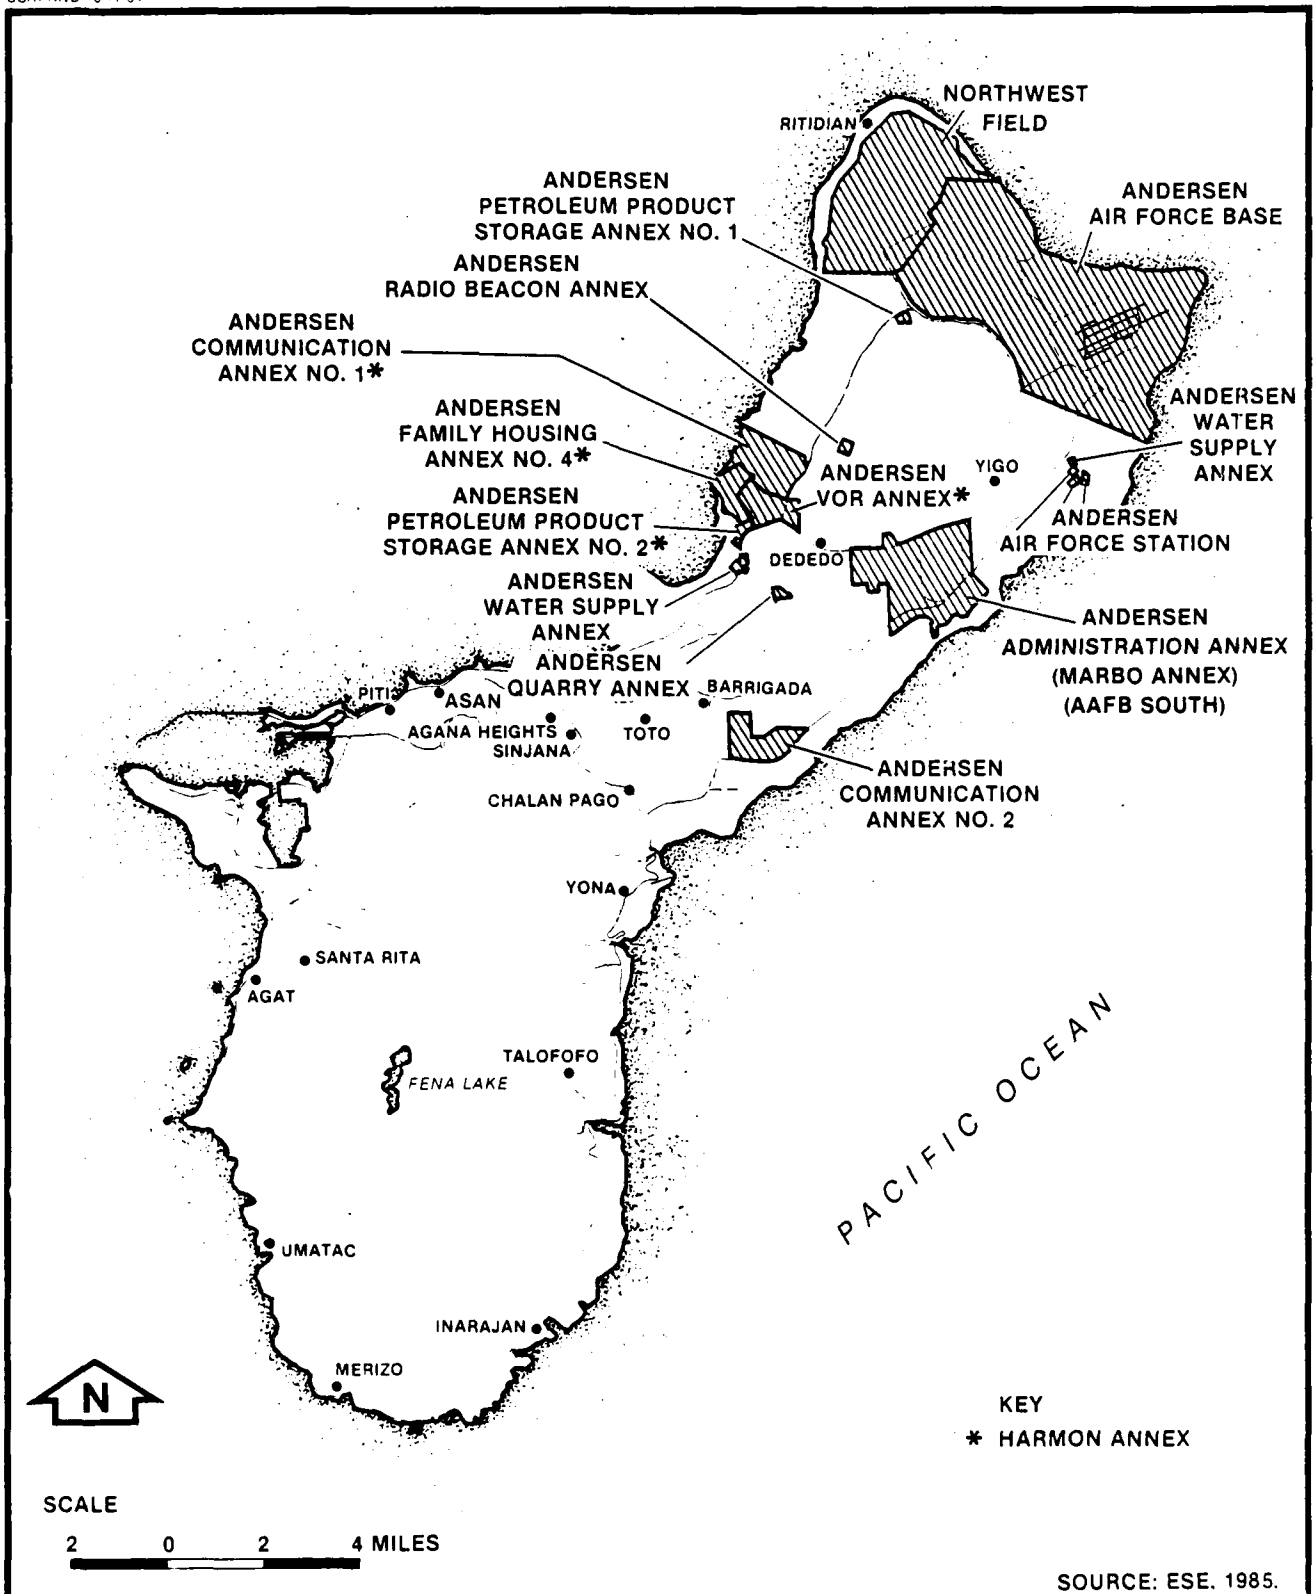 NORTHWEST
FIELD
RITIDIAN
ANDERSEN
PETROLEUM PRODUCT
STORAGE ANNEX NO. 1
ANDERSEN
AIR FORCE BASE
ANDERSEN
RADIO BEACON ANNEX
ANDERSEN
COMMUNICATION
ANNEX NO. 1*
ANDERSEN
FAMILY HOUSING
ANNEX NO. 4*
ANDERSEN
WATER
SUPPLY
ANNEX
ANDERSEN
VOR ANNEX*
YIGO
ANDERSEN
PETROLEUM PRODUCT
STORAGE ANNEX NO. 2*
ANDERSEN
AIR FORCE STATION
DEDEDO
ANDERSEN
WATER SUPPLY
ANNEX
ANDERSEN
ADMINISTRATION ANNEX
(MARBO ANNEX)
(AAFB SOUTH)
ANDERSEN
QUARRY ANNEX
BARRIGADA
PITI
ASAN
AGANA HEIGHTS
SINJANA
TOTO
ANDERSEN
COMMUNICATION
ANNEX NO. 2
CHALAN PAGO
YONA
SANTA RITA
AGAT
TALOFOFO
FENA LAKE
PACIFIC OCEAN
UMATAC
INARAJAN
MERIZO
N
KEY
* HARMON ANNEX
SCALE
2 0 2 4 MILES
SOURCE: ESE, 1985.